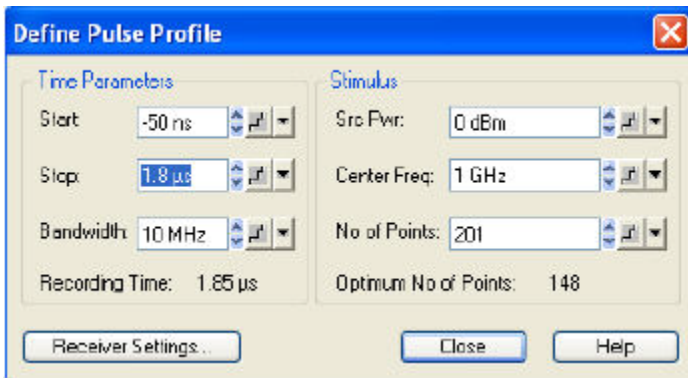 Define Pulse Profile
Time Parameters
Start: -50 ns
Stop: 1.8 µs
Bandwidth: 10 MHz
Recording Time: 1.85 µs
Stimulus
Src Pwr: 0 dBm
Center Freq: 1 GHz
No of Points: 201
Optimum No of Points: 148
Receiver Settings...
Close
Help